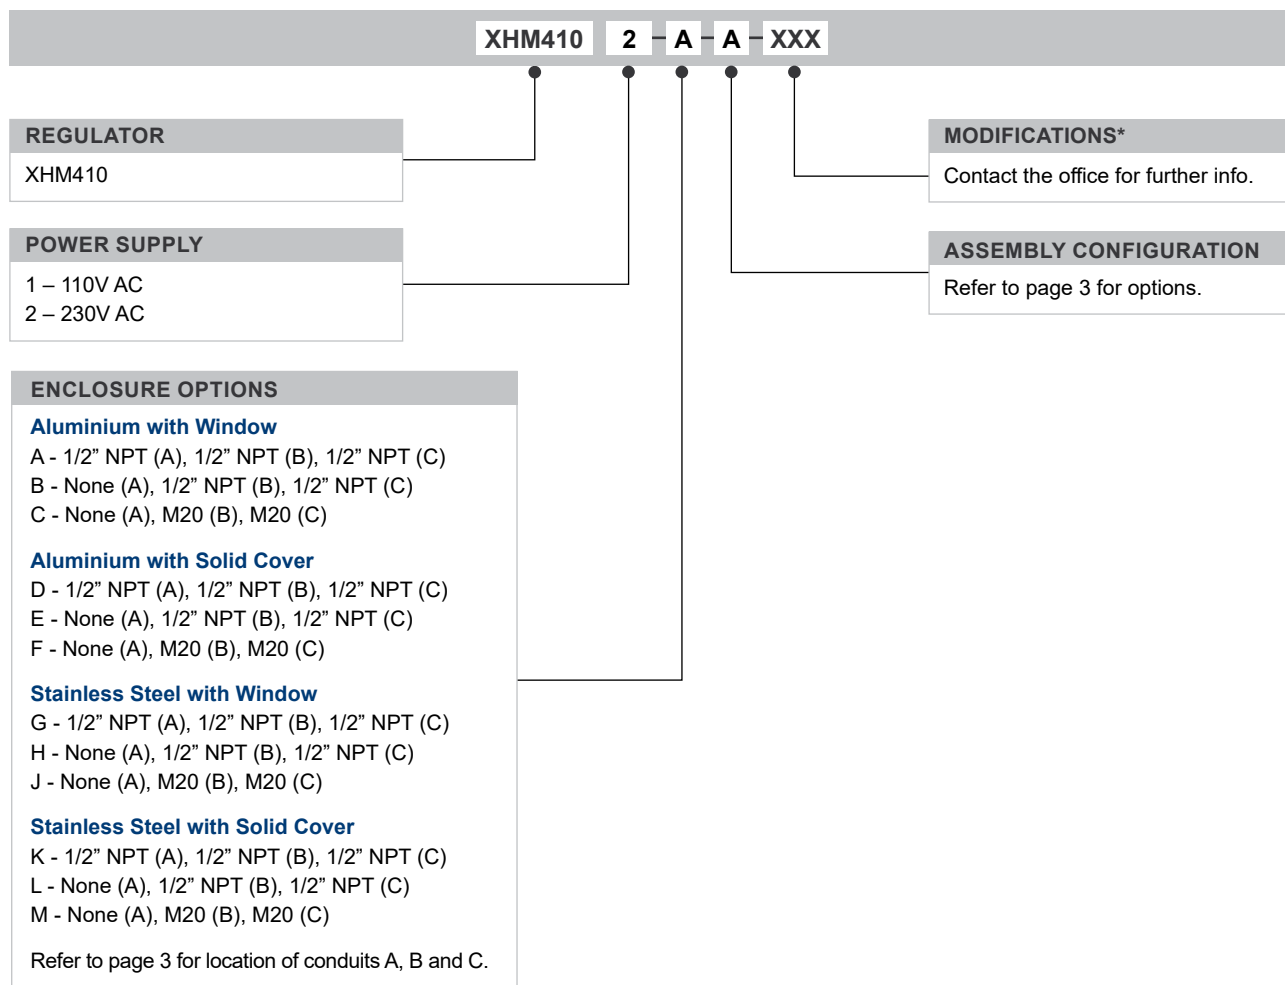 XHM410 2 – A – A – XXX
REGULATOR
XHM410
POWER SUPPLY
1 – 110V AC
2 – 230V AC
ENCLOSURE OPTIONS
Aluminium with Window
A - 1/2” NPT (A), 1/2” NPT (B), 1/2” NPT (C)
B - None (A), 1/2” NPT (B), 1/2” NPT (C)
C - None (A), M20 (B), M20 (C)
Aluminium with Solid Cover
D - 1/2” NPT (A), 1/2” NPT (B), 1/2” NPT (C)
E - None (A), 1/2” NPT (B), 1/2” NPT (C)
F - None (A), M20 (B), M20 (C)
Stainless Steel with Window
G - 1/2” NPT (A), 1/2” NPT (B), 1/2” NPT (C)
H - None (A), 1/2” NPT (B), 1/2” NPT (C)
J - None (A), M20 (B), M20 (C)
Stainless Steel with Solid Cover
K - 1/2” NPT (A), 1/2” NPT (B), 1/2” NPT (C)
L - None (A), 1/2” NPT (B), 1/2” NPT (C)
M - None (A), M20 (B), M20 (C)
Refer to page 3 for location of conduits A, B and C.
MODIFICATIONS*
Contact the office for further info.
ASSEMBLY CONFIGURATION
Refer to page 3 for options.